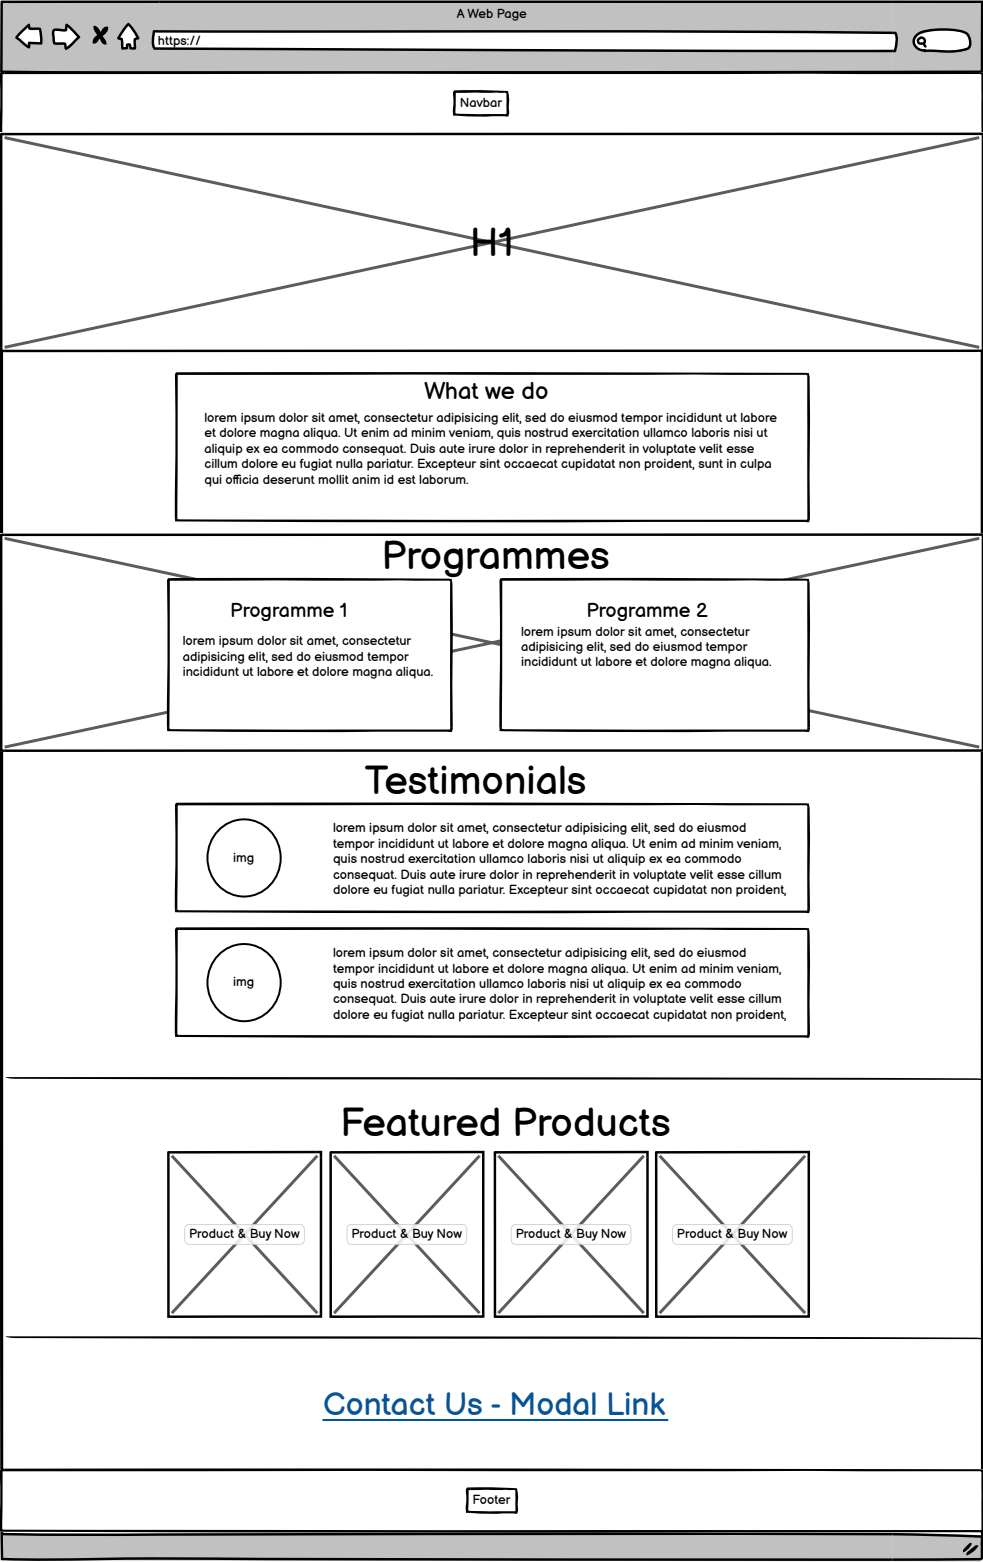 A Web Page
https://
Navbar
H1
What we do
lorem ipsum dolor sit amet, consectetur adipisicing elit, sed do eiusmod tempor incididunt ut labore
et dolore magna aliqua. Ut enim ad minim veniam, quis nostrud exercitation ullamco laboris nisi ut
aliquip ex ea commodo consequat. Duis aute irure dolor in reprehenderit in voluptate velit esse
cillum dolore eu fugiat nulla pariatur. Excepteur sint occaecat cupidatat non proident, sunt in culpa
qui officia deserunt mollit anim id est laborum.
Programmes
Programme 1
lorem ipsum dolor sit amet, consectetur
adipisicing elit, sed do eiusmod tempor
incididunt ut labore et dolore magna aliqua.
Programme 2
lorem ipsum dolor sit amet, consectetur
adipisicing elit, sed do eiusmod tempor
incididunt ut labore et dolore magna aliqua.
Testimonials
img
lorem ipsum dolor sit amet, consectetur adipisicing elit, sed do eiusmod
tempor incididunt ut labore et dolore magna aliqua. Ut enim ad minim veniam,
quis nostrud exercitation ullamco laboris nisi ut aliquip ex ea commodo
consequat. Duis aute irure dolor in reprehenderit in voluptate velit esse cillum
dolore eu fugiat nulla pariatur. Excepteur sint occaecat cupidatat non proident,
img
lorem ipsum dolor sit amet, consectetur adipisicing elit, sed do eiusmod
tempor incididunt ut labore et dolore magna aliqua. Ut enim ad minim veniam,
quis nostrud exercitation ullamco laboris nisi ut aliquip ex ea commodo
consequat. Duis aute irure dolor in reprehenderit in voluptate velit esse cillum
dolore eu fugiat nulla pariatur. Excepteur sint occaecat cupidatat non proident,
Featured Products
Product & Buy Now
Product & Buy Now
Product & Buy Now
Product & Buy Now
Contact Us - Modal Link
Footer